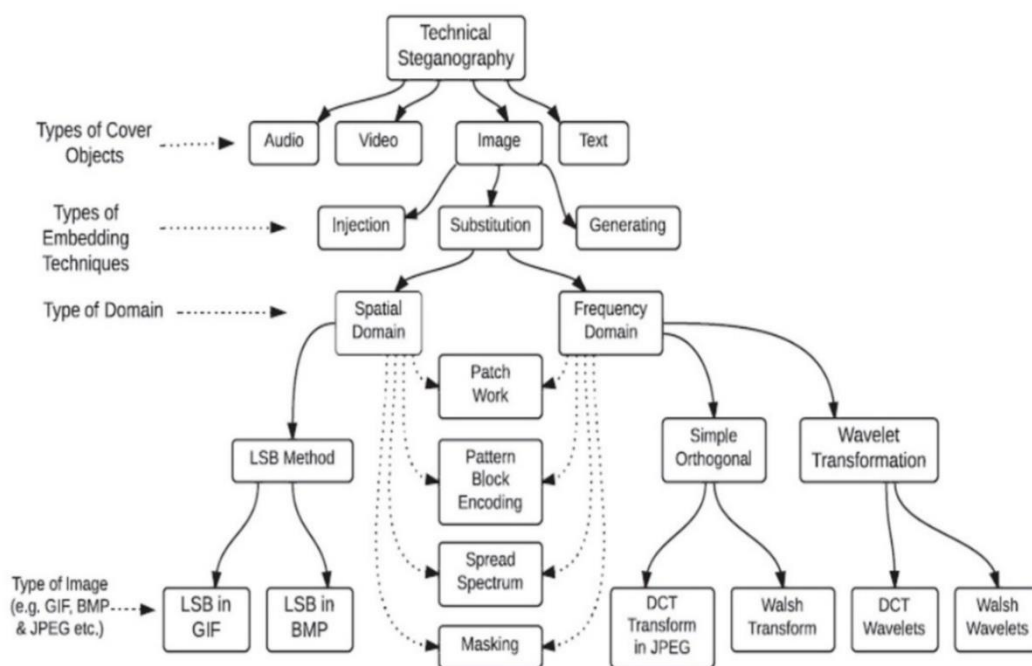 Technical
Steganography
Types of Cover
Objects
Audio
Video
Image
Text
Types of
Embedding
Techniques
Injection
Substitution
Generating
Type of Domain
Spatial
Domain
Frequency
Domain
Patch
Work
LSB Method
Pattern
Block
Encoding
Simple
Orthogonal
Wavelet
Transformation
Type of Image
(e.g. GIF, BMP
& JPEG etc.)
LSB in
GIF
LSB in
BMP
Spread
Spectrum
Masking
DCT
Transform
in JPEG
Walsh
Transform
DCT
Wavelets
Walsh
Wavelets